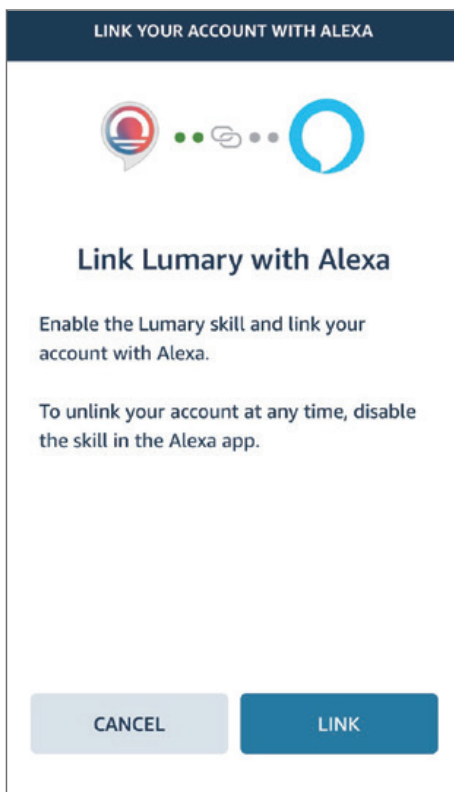 LINK YOUR ACCOUNT WITH ALEXA
Link Lumary with Alexa
Enable the Lumary skill and link your
account with Alexa.
To unlink your account at any time, disable
the skill in the Alexa app.
CANCEL
LINK